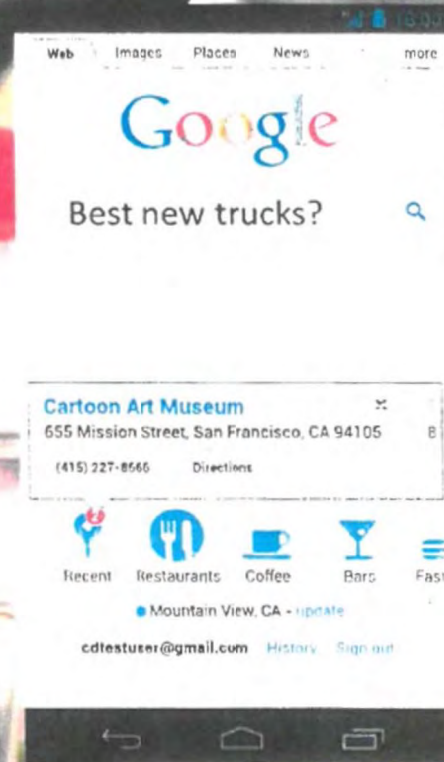 Web Images Places News more
Google
Best new trucks?
Cartoon Art Museum
655 Mission Street, San Francisco, CA 94105
(415) 227-8666 Directions
Recent Restaurants Coffee Bars Fast
Mountain View, CA - update
cdtestuser@gmail.com History Sign out